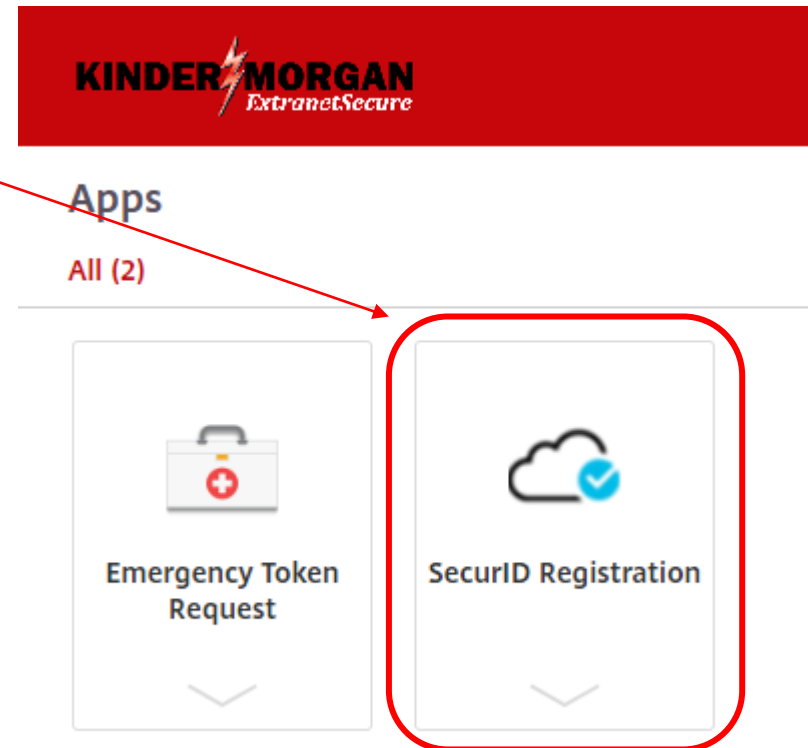 KINDER MORGAN
ExtranetSecure
Apps
All (2)
Emergency Token
Request
SecurID Registration